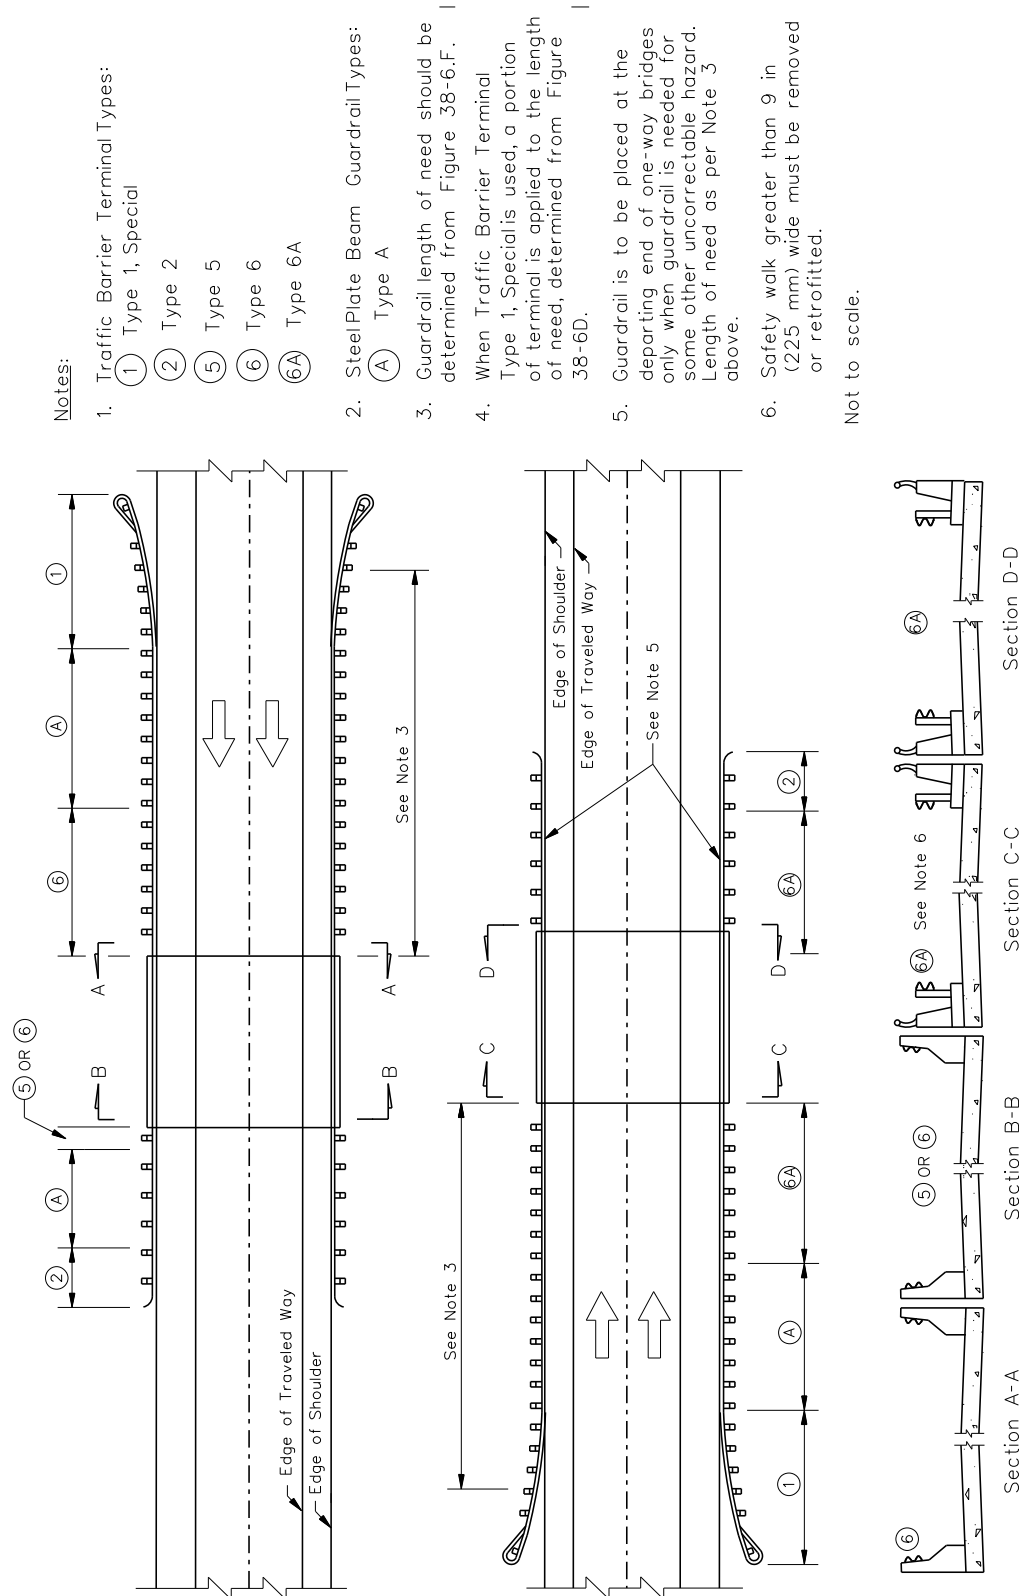 Notes:
1. Traffic Barrier Terminal Types:
1 Type 1, Special
2 Type 2
5 Type 5
6 Type 6
6A Type 6A
2. Steel Plate Beam Guardrail Types:
A Type A
3. Guardrail length of need should be
determined from Figure 38-6.F.
4. When Traffic Barrier Terminal
Type 1, Special is used, a portion
of terminal is applied to the length
of need, determined from Figure
38-6D.
5. Guardrail is to be placed at the
departing end of one-way bridges
only when guardrail is needed for
some other uncorrectable hazard.
Length of need as per Note 3
above.
6. Safety walk greater than 9 in
(225 mm) wide must be removed
or retrofitted.
Not to scale.
5 OR 6
2
A
6
A
1
B
A
B
A
See Note 3
Edge of Traveled Way
Edge of Shoulder
See Note 3
C
D
C
D
Edge of Shoulder
Edge of Traveled Way
See Note 5
1
A
6A
6A
2
6
5 OR 6
6A
See Note 6
6A
Section A-A
Section B-B
Section C-C
Section D-D